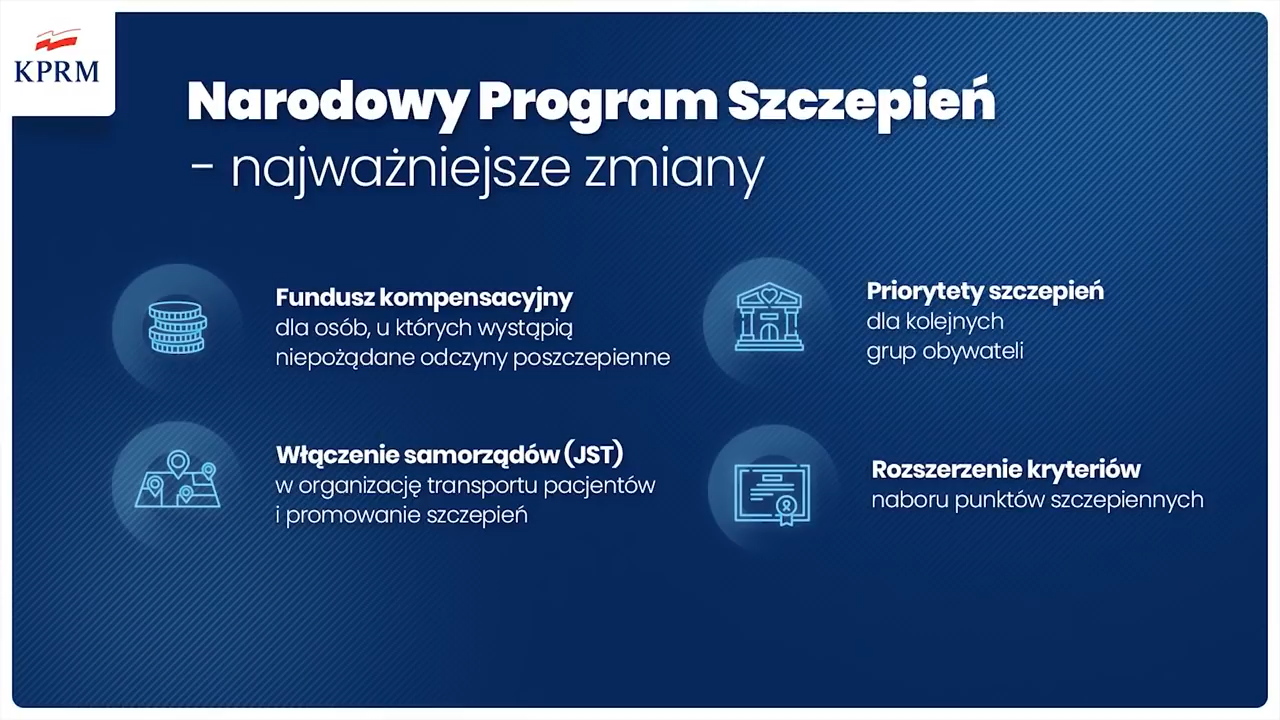 KPRM
Narodowy Program Szczepień
- najważniejsze zmiany
Fundusz kompensacyjny
dla osób, u których wystąpią
niepożądane odczyny poszczepienne
Priorytety szczepień
dla kolejnych
grup obywateli
Włączenie samorządów (JST)
w organizację transportu pacjentów
i promowanie szczepień
Rozszerzenie kryteriów
naboru punktów szczepiennych